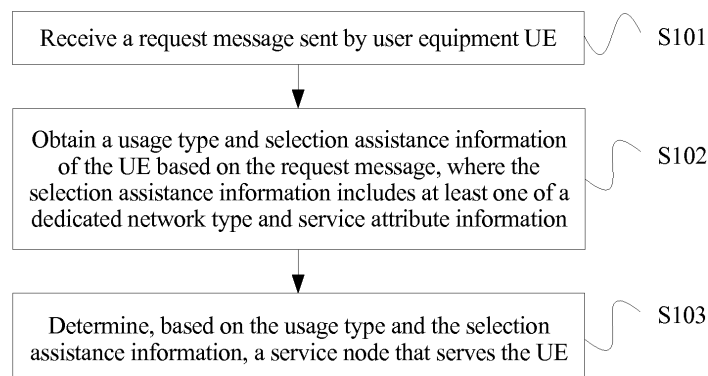 Receive a request message sent by user equipment UE
S101
Obtain a usage type and selection assistance information
of the UE based on the request message, where the
selection assistance information includes at least one of a
dedicated network type and service attribute information
S102
Determine, based on the usage type and the selection
assistance information, a service node that serves the UE
S103